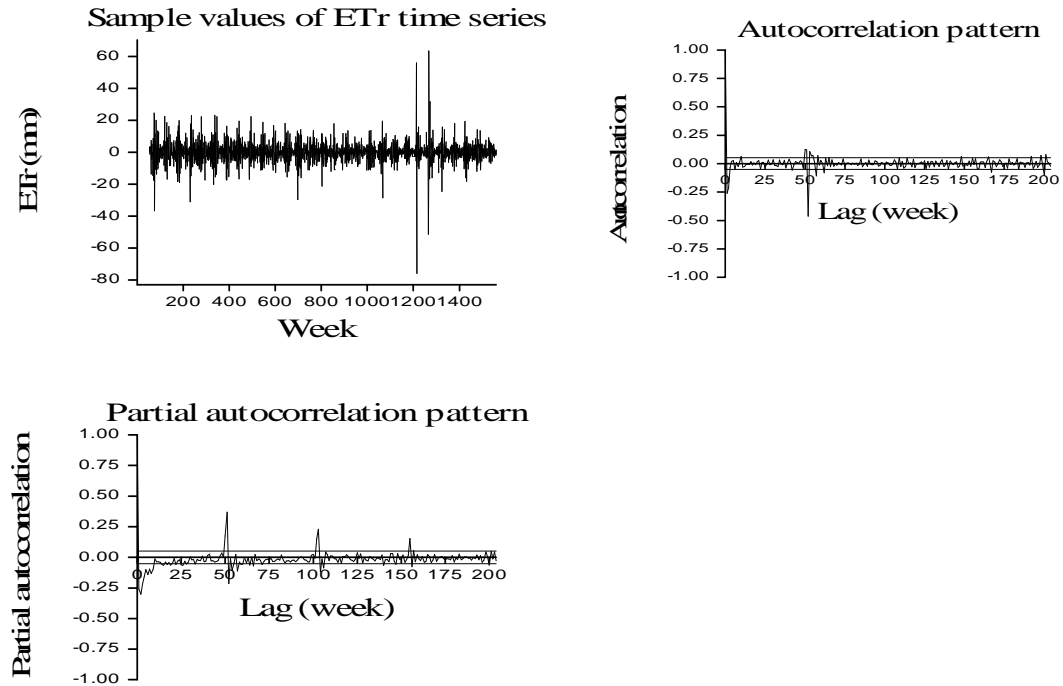 Sample values of ETr time series
ETr (mm)
60
40
20
0
-20
-40
-60
-80
200 400 600 800 1000 1200 1400
Week
Autocorrelation pattern
Autocorrelation
1.00
0.75
0.50
0.25
0.00
-0.25
-0.50
-0.75
-1.00
0 25 50 75 100 125 150 175 200
Lag (week)
Partial autocorrelation pattern
Partial autocorrelation
1.00
0.75
0.50
0.25
0.00
-0.25
-0.50
-0.75
-1.00
0 25 50 75 100 125 150 175 200
Lag (week)